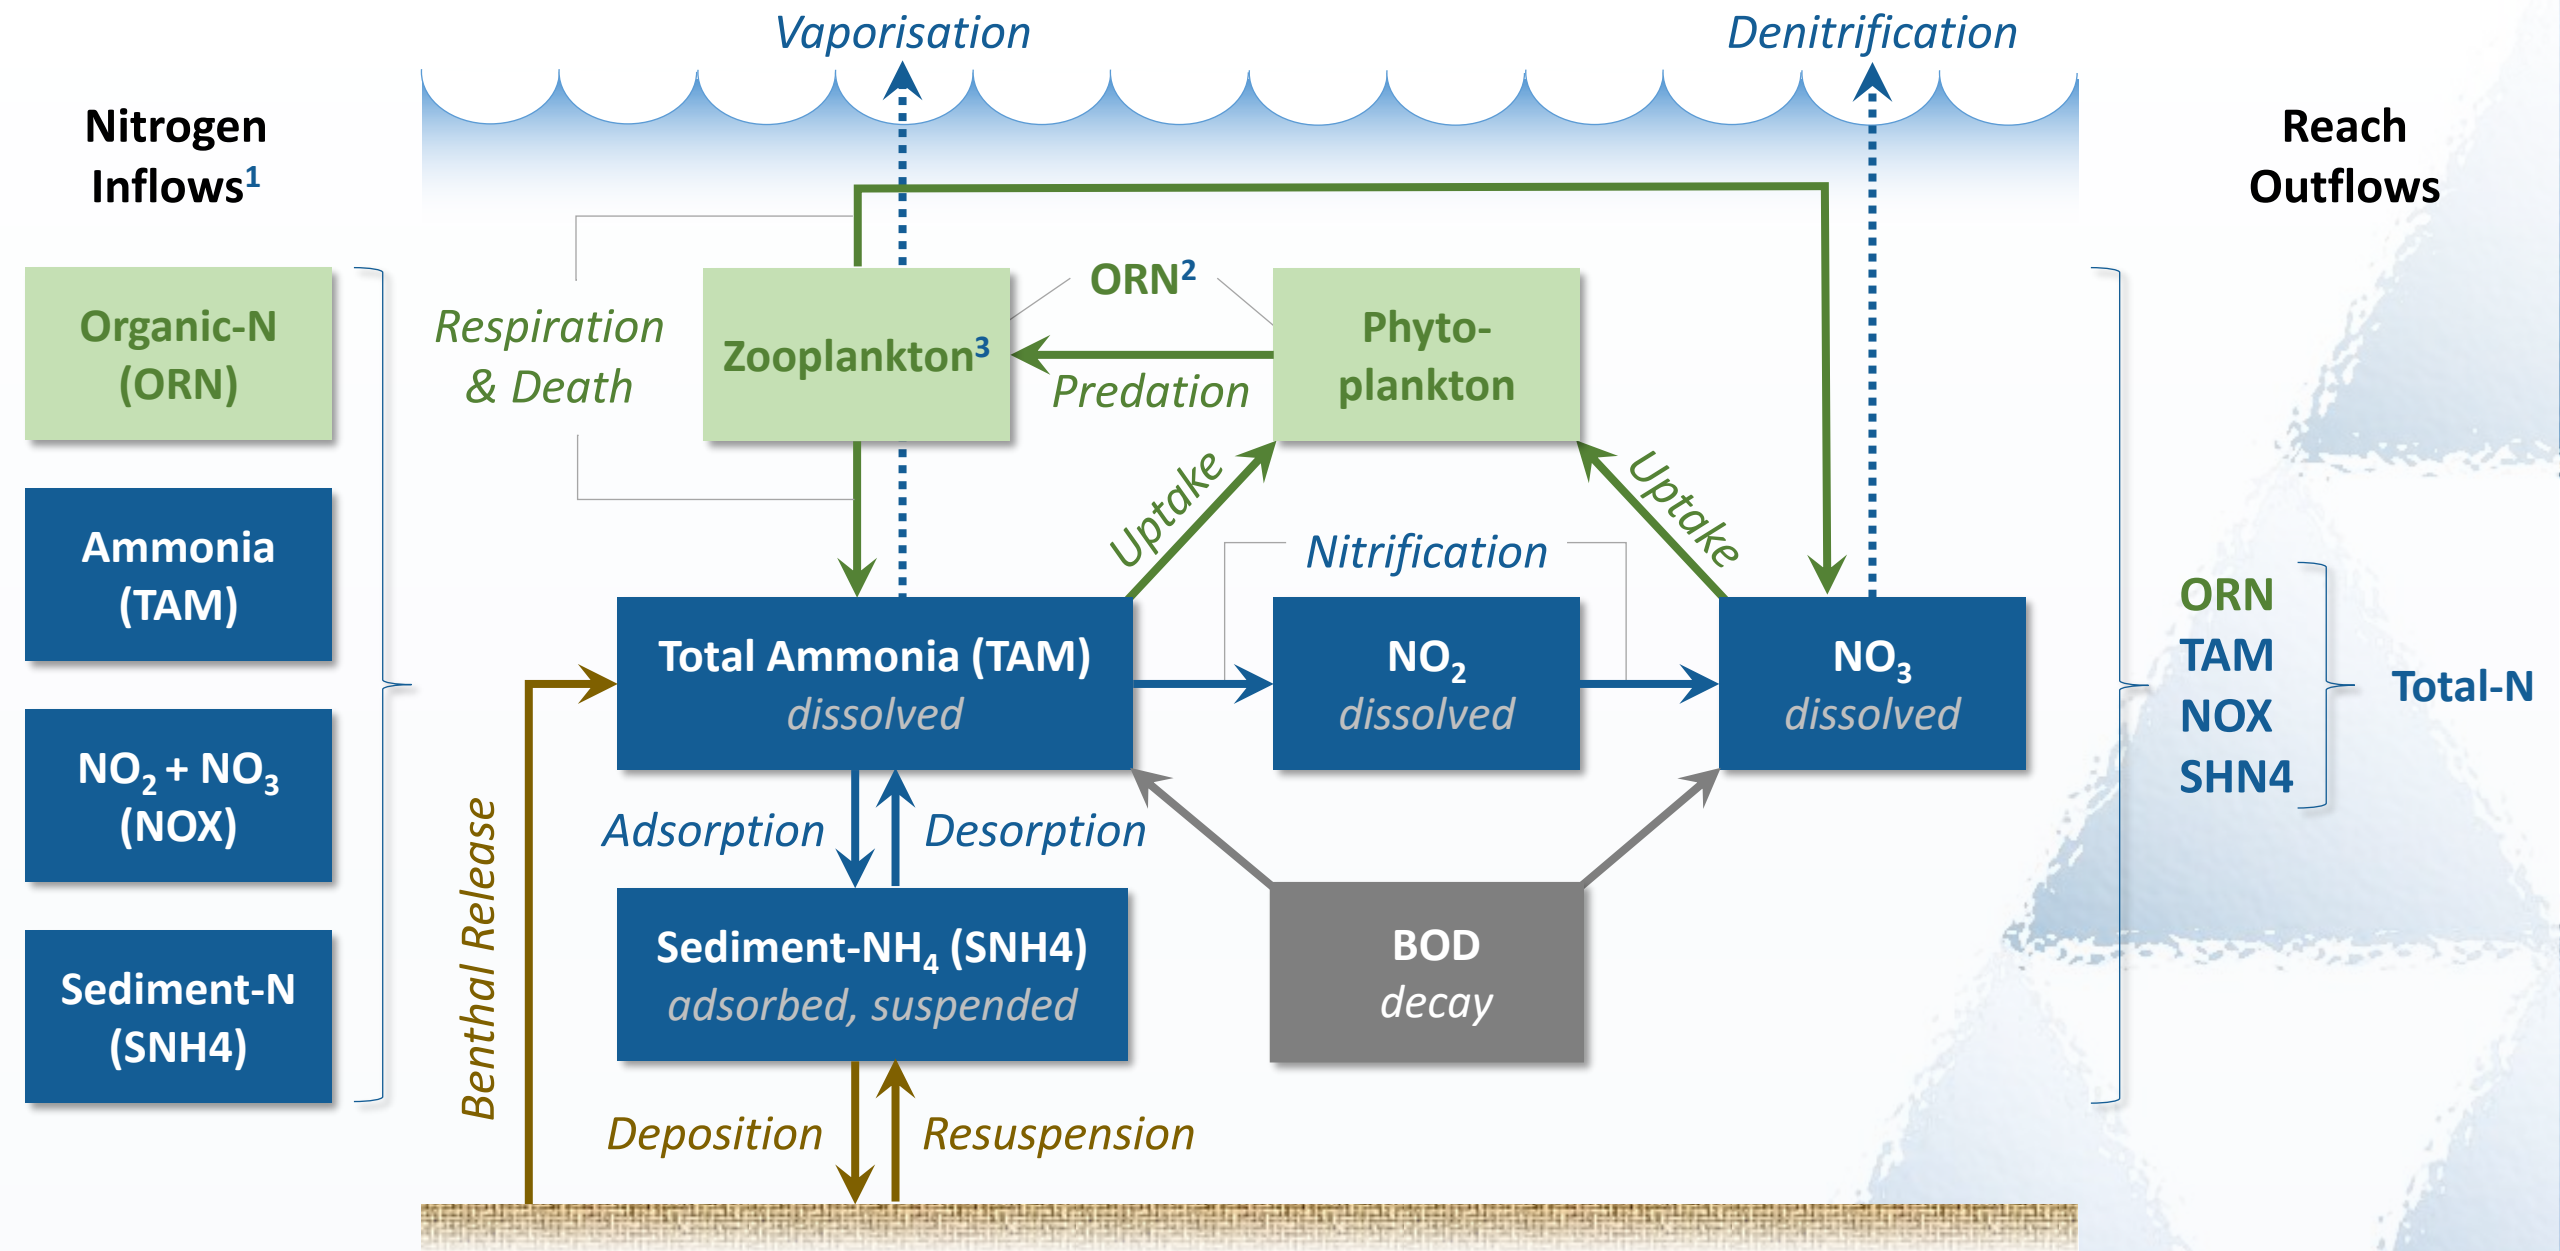 Vaporisation
Denitrification
Nitrogen
Inflows¹
Reach
Outflows
Organic-N
(ORN)
Ammonia
(TAM)
NO₂ + NO₃
(NOX)
Sediment-N
(SNH4)
Respiration
& Death
Zooplankton³
ORN²
Predation
Phyto-
plankton
Uptake
Uptake
Nitrification
Total Ammonia (TAM)
dissolved
NO₂
dissolved
NO₃
dissolved
Adsorption
Desorption
Benthal Release
Sediment-NH₄ (SNH4)
adsorbed, suspended
BOD
decay
Deposition
Resuspension
ORN
TAM
NOX
SHN4
Total-N